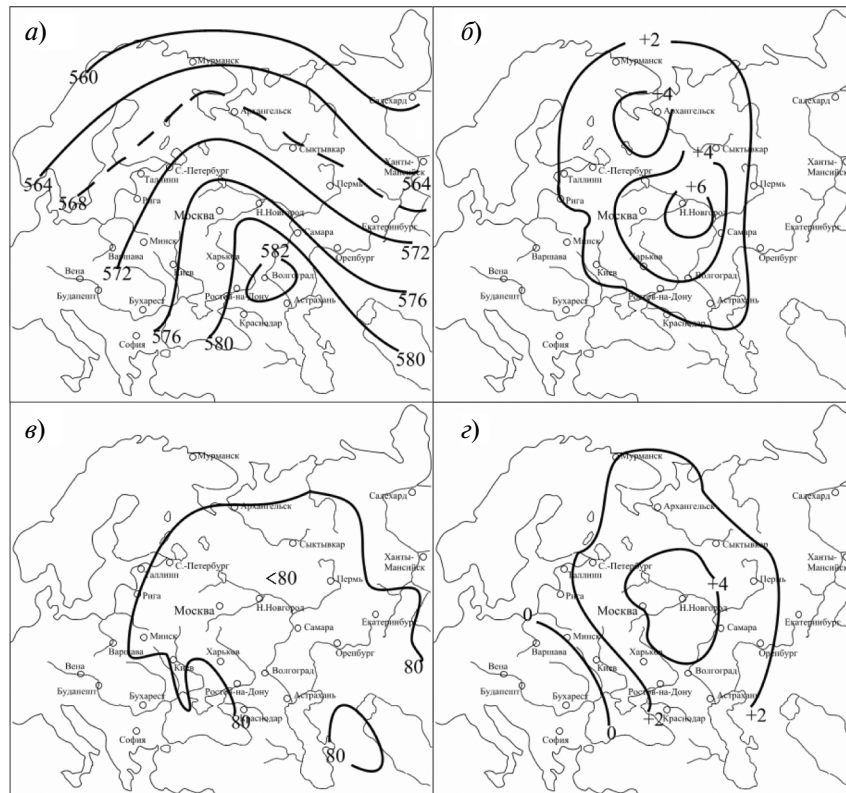 а)
560
Мурманск
Салехард
Архангельск
564
568
С.-Петербург
Таллинн
Сыктывкар
Ханты-
Мансийск
564
Рига
Пермь
Москва
Н.Новгород
Екатеринбург
572
Минск
582
Самара
Варшава
572
Киев
Харьков
Волгоград
Оренбург
Вена
Будапешт
Ростов-на-Дону
Астрахань
576
Бухарест
576
Краснодар
София
580
580
б)
+2
Мурманск
+4
Салехард
Архангельск
+4
Сыктывкар
С.-Петербург
Таллинн
Ханты-
Мансийск
+6
Пермь
Рига
Москва
Н.Новгород
Екатеринбург
Минск
Самара
Варшава
Киев
Харьков
Волгоград
Оренбург
Вена
Будапешт
Ростов-на-Дону
Астрахань
Бухарест
Краснодар
София
в)
Мурманск
Салехард
Архангельск
Сыктывкар
С.-Петербург
Таллинн
Ханты-
Мансийск
<80
Пермь
Рига
Москва
Н.Новгород
Екатеринбург
Минск
Самара
Варшава
Киев
Харьков
Волгоград
Оренбург
80
Вена
Будапешт
Ростов-на-Дону
Астрахань
Бухарест
80
Краснодар
София
80
г)
Мурманск
Салехард
Архангельск
Сыктывкар
С.-Петербург
Таллинн
Ханты-
Мансийск
+4
Пермь
Рига
Москва
Н.Новгород
0
Екатеринбург
Минск
Самара
Варшава
Киев
Харьков
Волгоград
Оренбург
Вена
Будапешт
Ростов-на-Дону
Астрахань
Бухарест
+2
Краснодар
+2
София
0